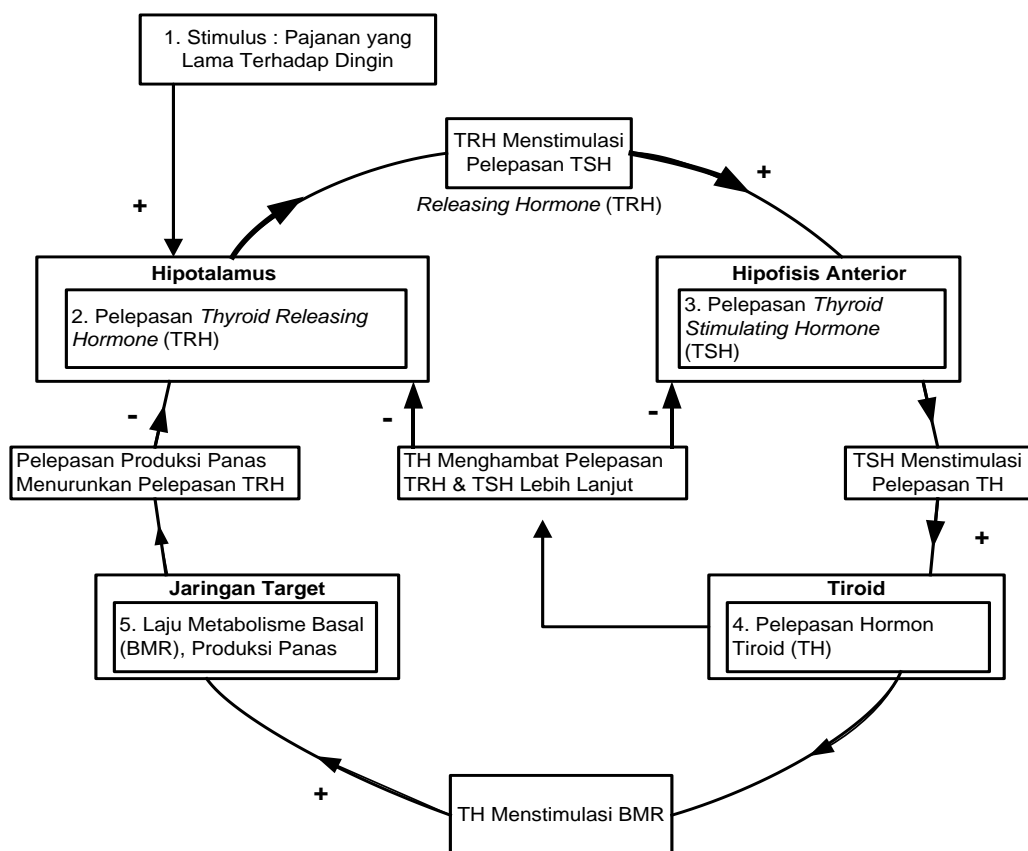 1. Stimulus : Pajanan yang
Lama Terhadap Dingin
TRH Menstimulasi
Pelepasan TSH
+
Releasing Hormone (TRH)
+
Hipotalamus
2. Pelepasan Thyroid Releasing
Hormone (TRH)
Hipofisis Anterior
3. Pelepasan Thyroid
Stimulating Hormone
(TSH)
-
-
-
Pelepasan Produksi Panas
Menurunkan Pelepasan TRH
TH Menghambat Pelepasan
TRH & TSH Lebih Lanjut
TSH Menstimulasi
Pelepasan TH
+
Jaringan Target
5. Laju Metabolisme Basal
(BMR), Produksi Panas
Tiroid
4. Pelepasan Hormon
Tiroid (TH)
+
TH Menstimulasi BMR